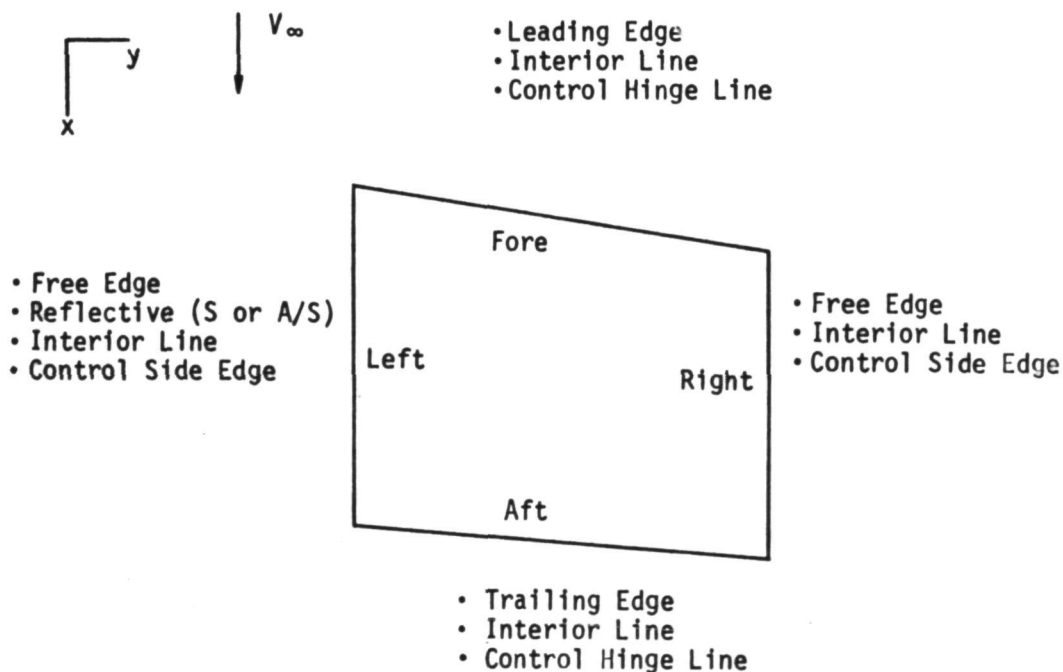 V∞
y
x
• Leading Edge
• Interior Line
• Control Hinge Line
Fore
• Free Edge
• Reflective (S or A/S)
• Interior Line
• Control Side Edge
Left
Right
• Free Edge
• Interior Line
• Control Side Edge
Aft
• Trailing Edge
• Interior Line
• Control Hinge Line